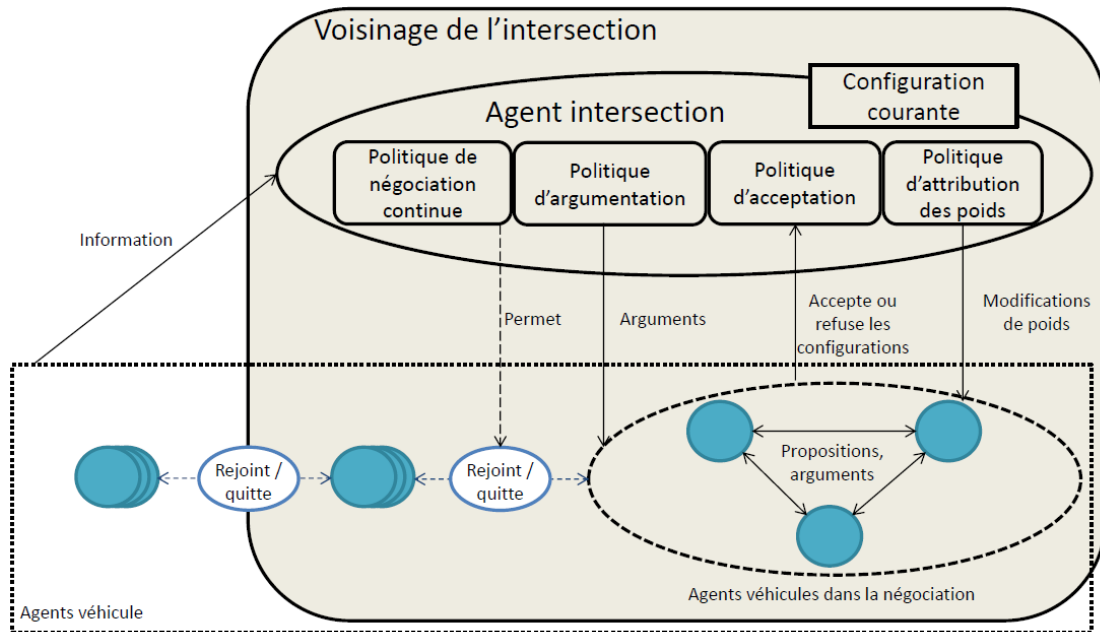 Voisinage de l'intersection
Configuration
courante
Agent intersection
Politique de
négociation
continue
Politique
d'argumentation
Politique
d'acceptation
Politique
d'attribution
des poids
Information
Permet
Arguments
Accepte ou
refuse les
configurations
Modifications
de poids
Rejoint /
quitte
Rejoint /
quitte
Propositions,
arguments
Agents véhicules dans la négociation
Agents véhicule